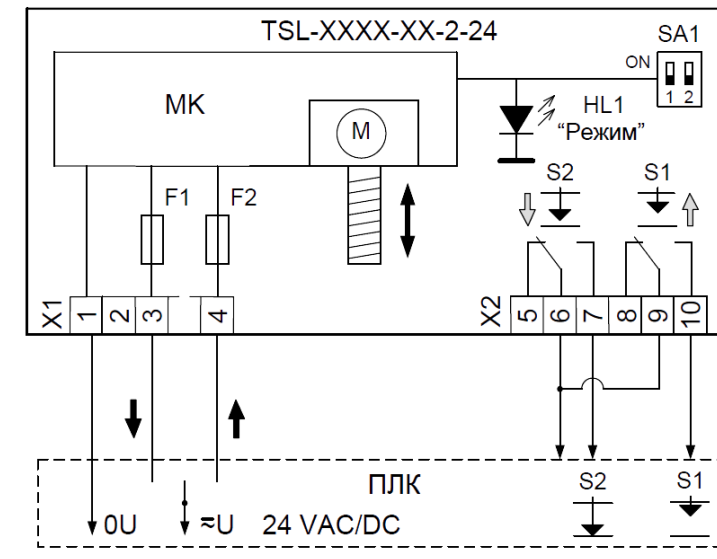 TSL-XXXX-XX-2-24
SA1
ON
1 2
МК
М
HL1
“Режим”
F1
F2
S2
S1
X1
1
2
3
4
X2
5
6
7
8
9
10
ПЛК
S2
S1
0U
≂U
24 VAC/DC